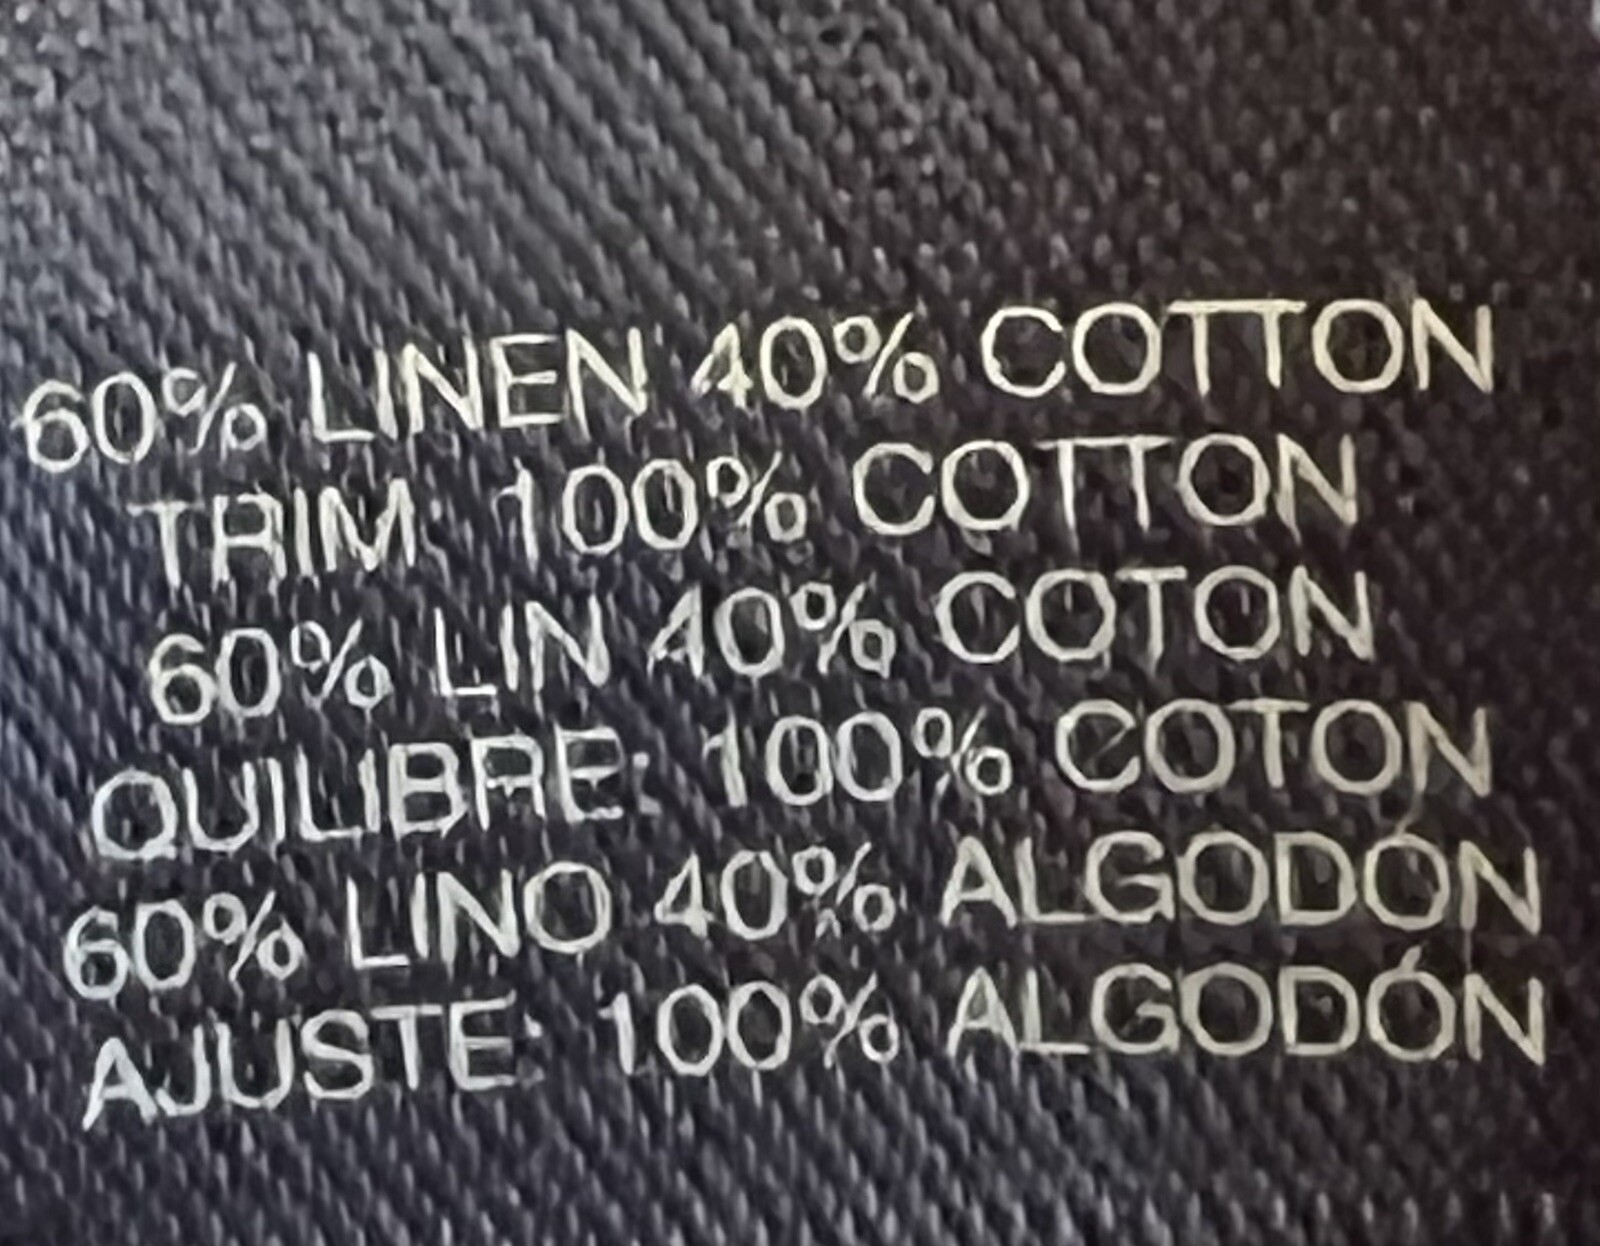 60% LINEN 40% COTTON
TRIM: 100% COTTON
60% LIN 40% COTON
QUILIBRE: 100% COTON
60% LINO 40% ALGODÓN
AJUSTE: 100% ALGODÓN